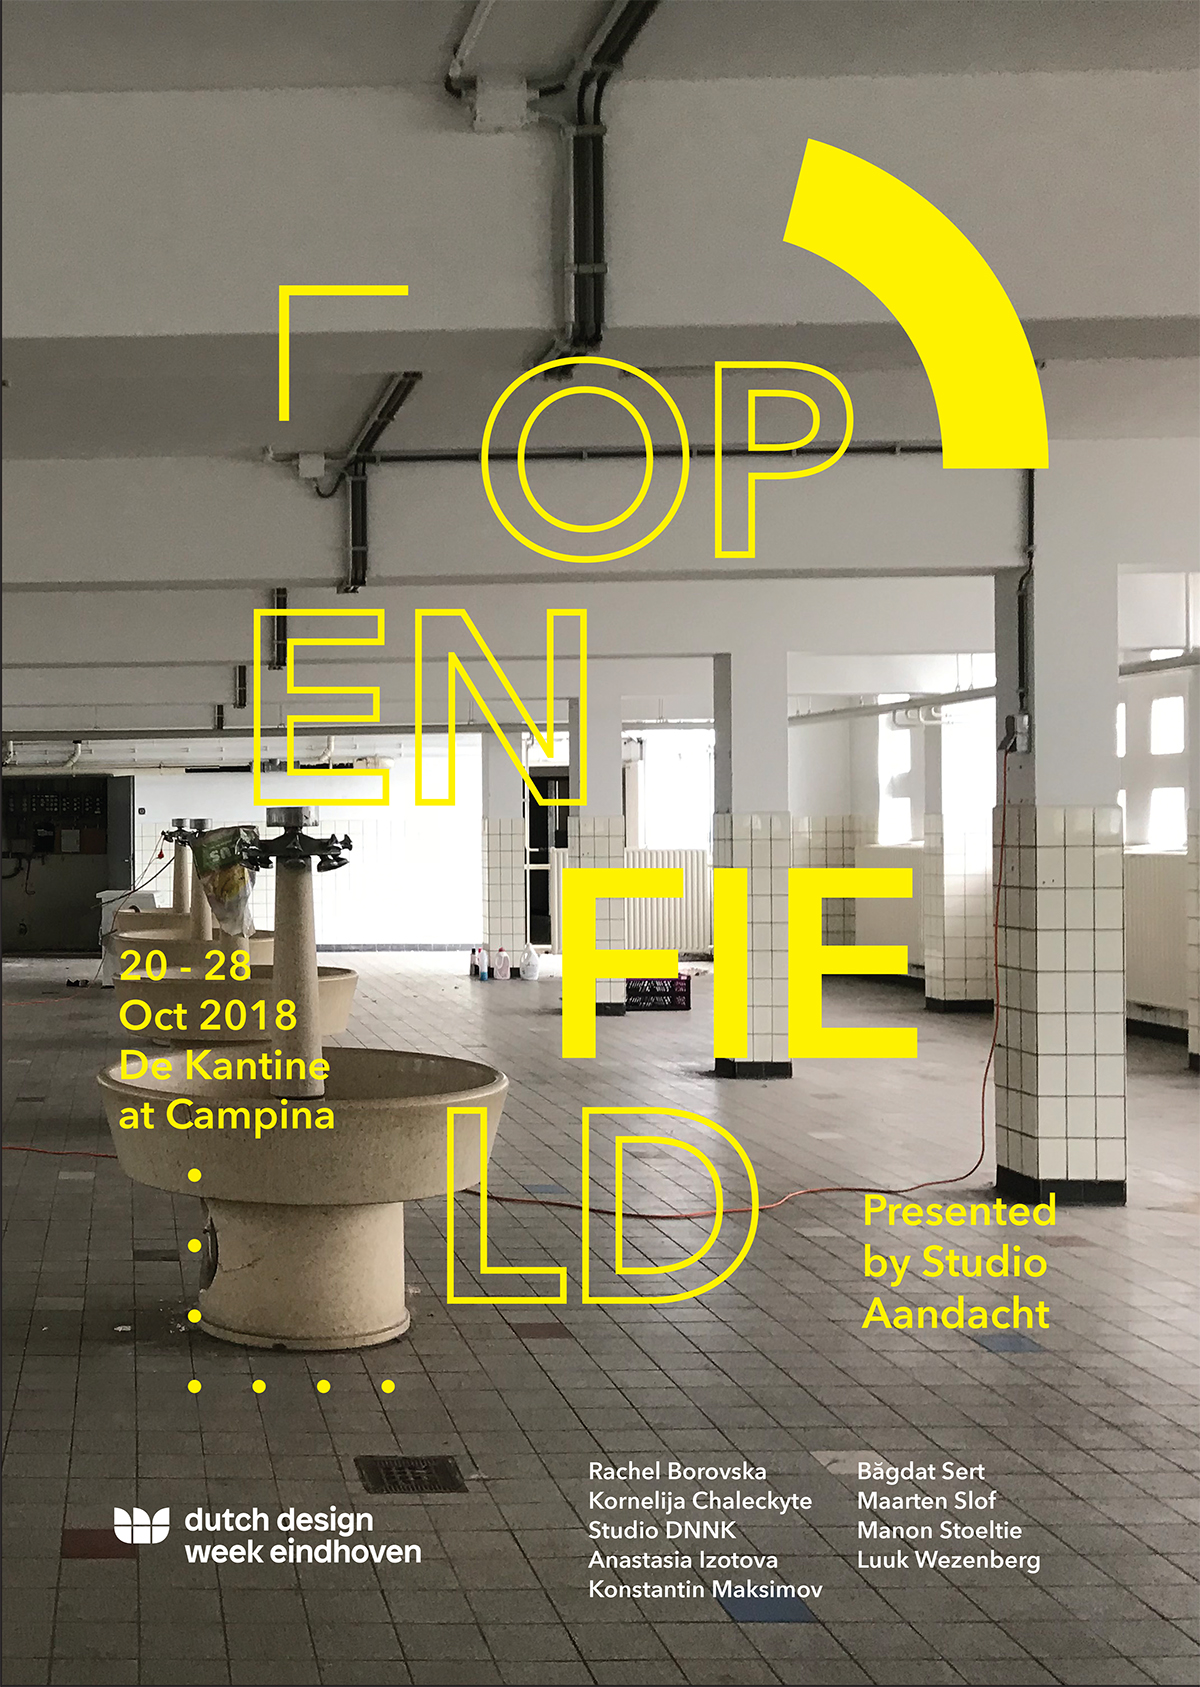 OP
EN
FIE
LD
20 - 28
Oct 2018
De Kantine
at Campina
Presented
by Studio
Aandacht
Rachel Borovska
Kornelija Chaleckyte
Studio DNNK
Anastasia Izotova
Konstantin Maksimov
Băgdat Sert
Maarten Slof
Manon Stoeltie
Luuk Wezenberg
dutch design
week eindhoven